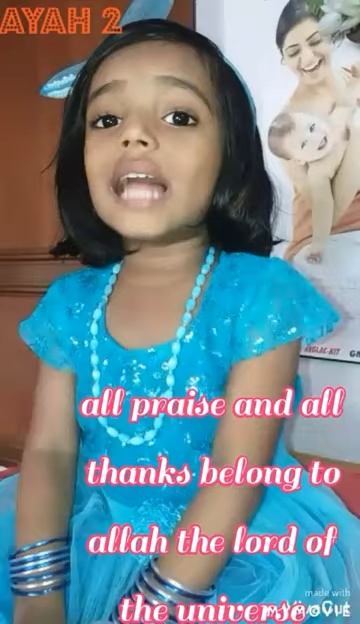 AYAH 2
all praise and all
thanks belong to
allah the lord of
the universe
made with